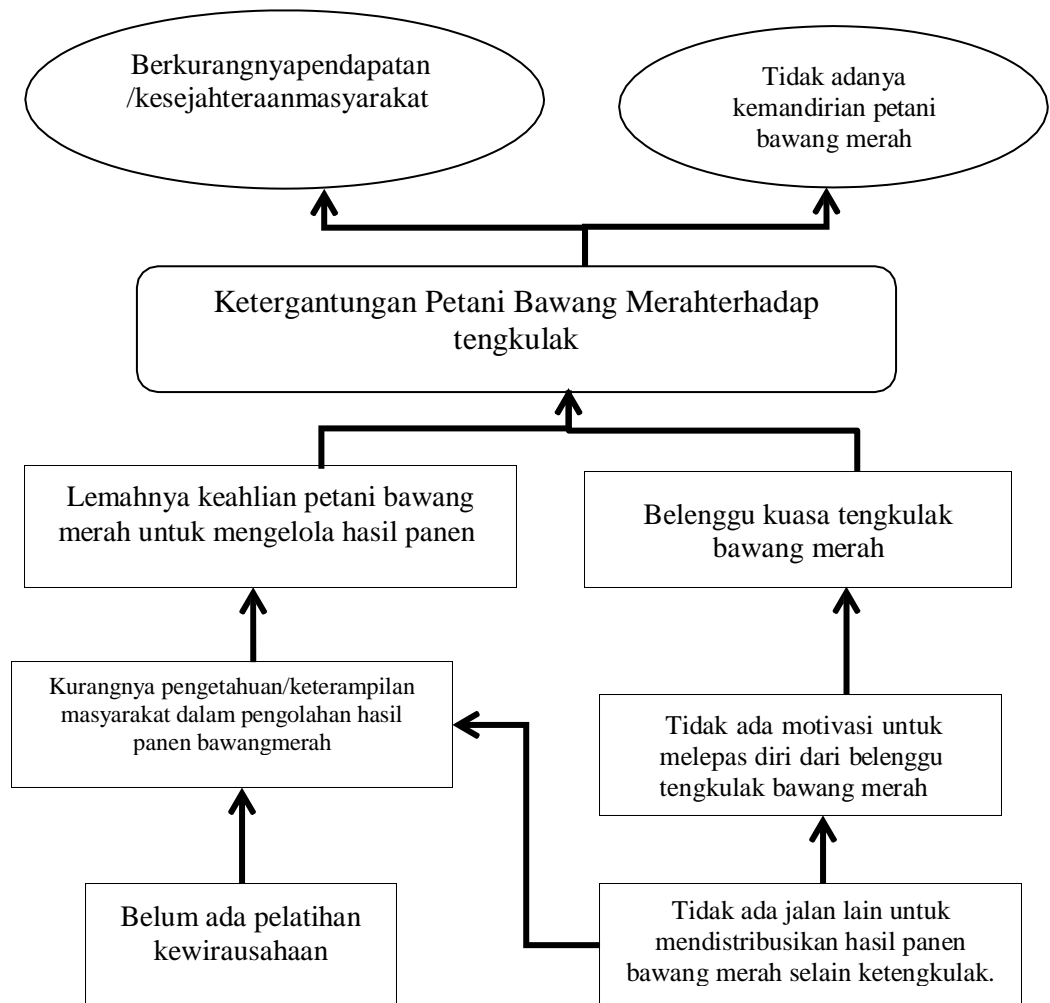 Berkurangnyapendapatan
/kesejahteraanmasyarakat
Tidak adanya
kemandirian petani
bawang merah
Ketergantungan Petani Bawang Merahterhadap
tengkulak
Lemahnya keahlian petani bawang
merah untuk mengelola hasil panen
Belenggu kuasa tengkulak
bawang merah
Kurangnya pengetahuan/keterampilan
masyarakat dalam pengolahan hasil
panen bawangmerah
Tidak ada motivasi untuk
melepas diri dari belenggu
tengkulak bawang merah
Belum ada pelatihan
kewirausahaan
Tidak ada jalan lain untuk
mendistribusikan hasil panen
bawang merah selain ketengkulak.